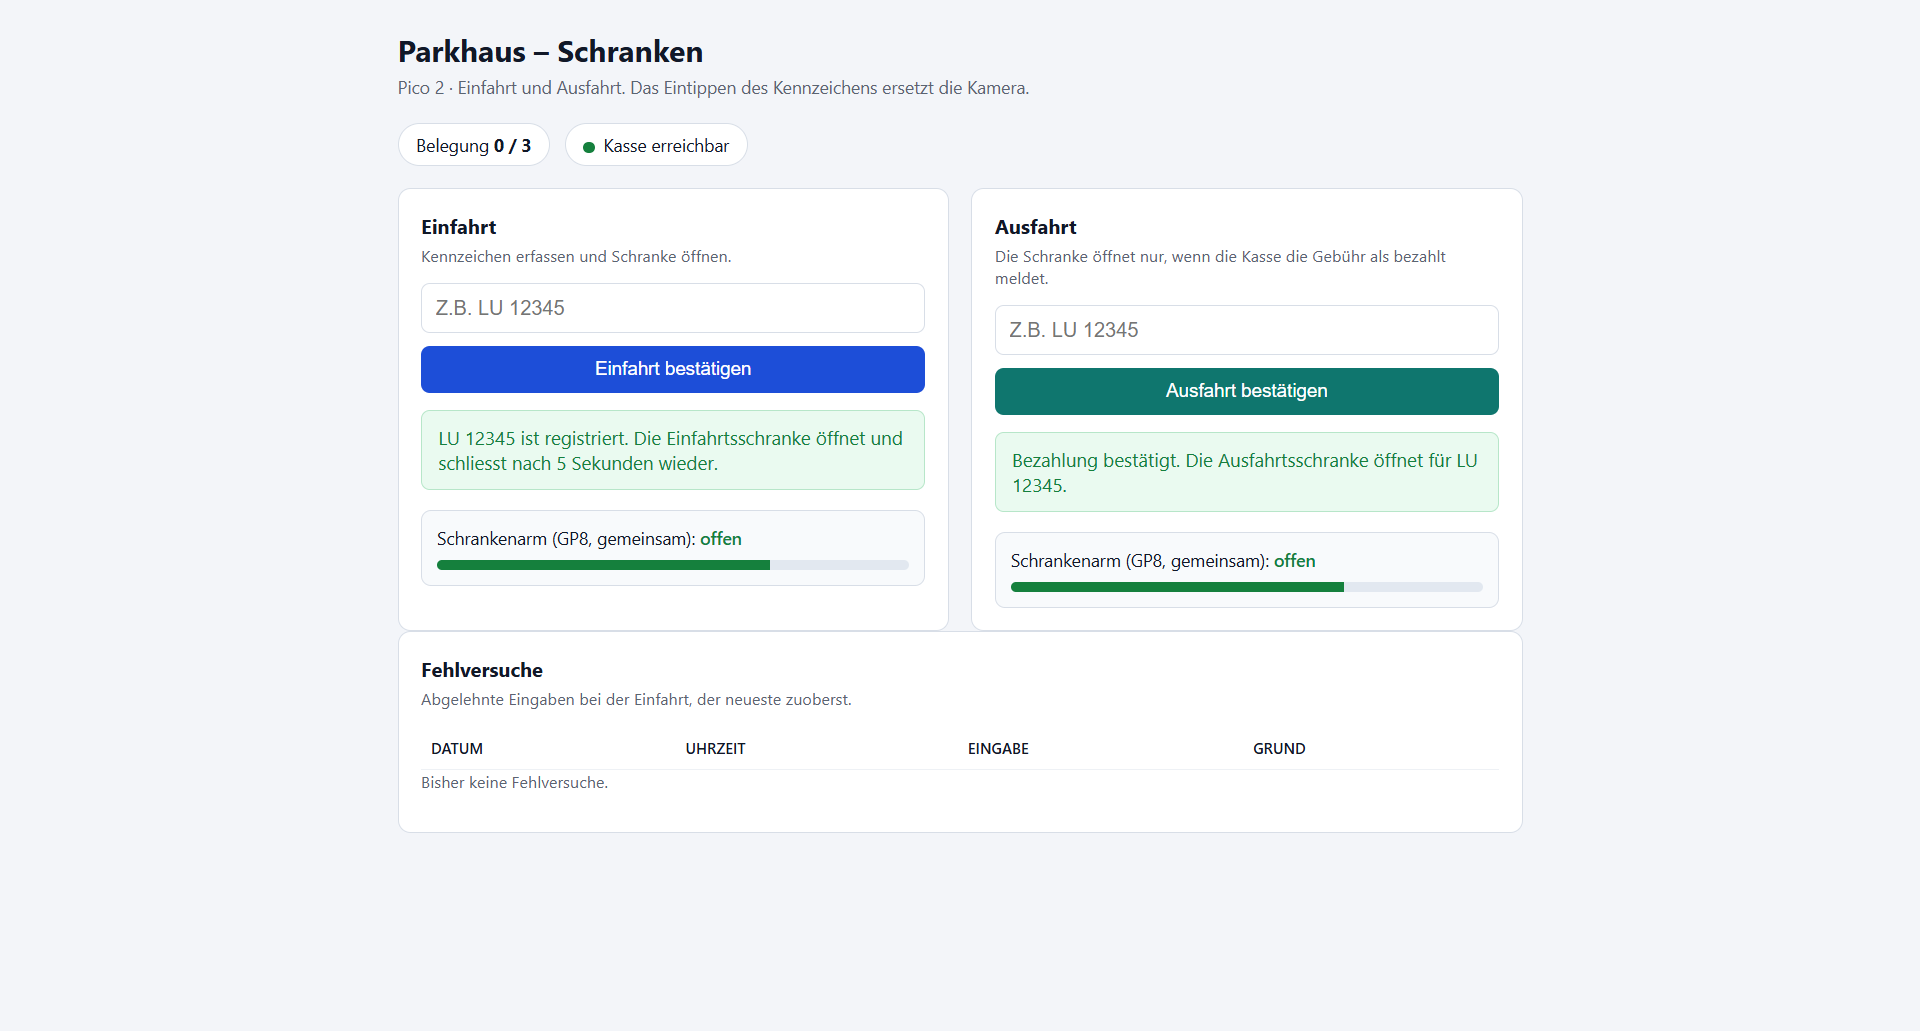 Parkhaus – Schranken
Pico 2 · Einfahrt und Ausfahrt. Das Eintippen des Kennzeichens ersetzt die Kamera.
Belegung 0 / 3
Kasse erreichbar
Einfahrt
Kennzeichen erfassen und Schranke öffnen.
Z.B. LU 12345
Einfahrt bestätigen
LU 12345 ist registriert. Die Einfahrtsschranke öffnet und
schliesst nach 5 Sekunden wieder.
Schrankenarm (GP8, gemeinsam): offen
Ausfahrt
Die Schranke öffnet nur, wenn die Kasse die Gebühr als bezahlt
meldet.
Z.B. LU 12345
Ausfahrt bestätigen
Bezahlung bestätigt. Die Ausfahrtsschranke öffnet für LU
12345.
Schrankenarm (GP8, gemeinsam): offen
Fehlversuche
Abgelehnte Eingaben bei der Einfahrt, der neueste zuoberst.
DATUM UHRZEIT EINGABE GRUND
Bisher keine Fehlversuche.